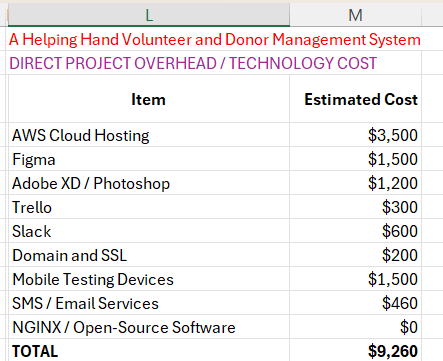 L M
A Helping Hand Volunteer and Donor Management System
DIRECT PROJECT OVERHEAD / TECHNOLOGY COST
Item Estimated Cost
AWS Cloud Hosting $3,500
Figma $1,500
Adobe XD / Photoshop $1,200
Trello $300
Slack $600
Domain and SSL $200
Mobile Testing Devices $1,500
SMS / Email Services $460
NGINX / Open-Source Software $0
TOTAL $9,260